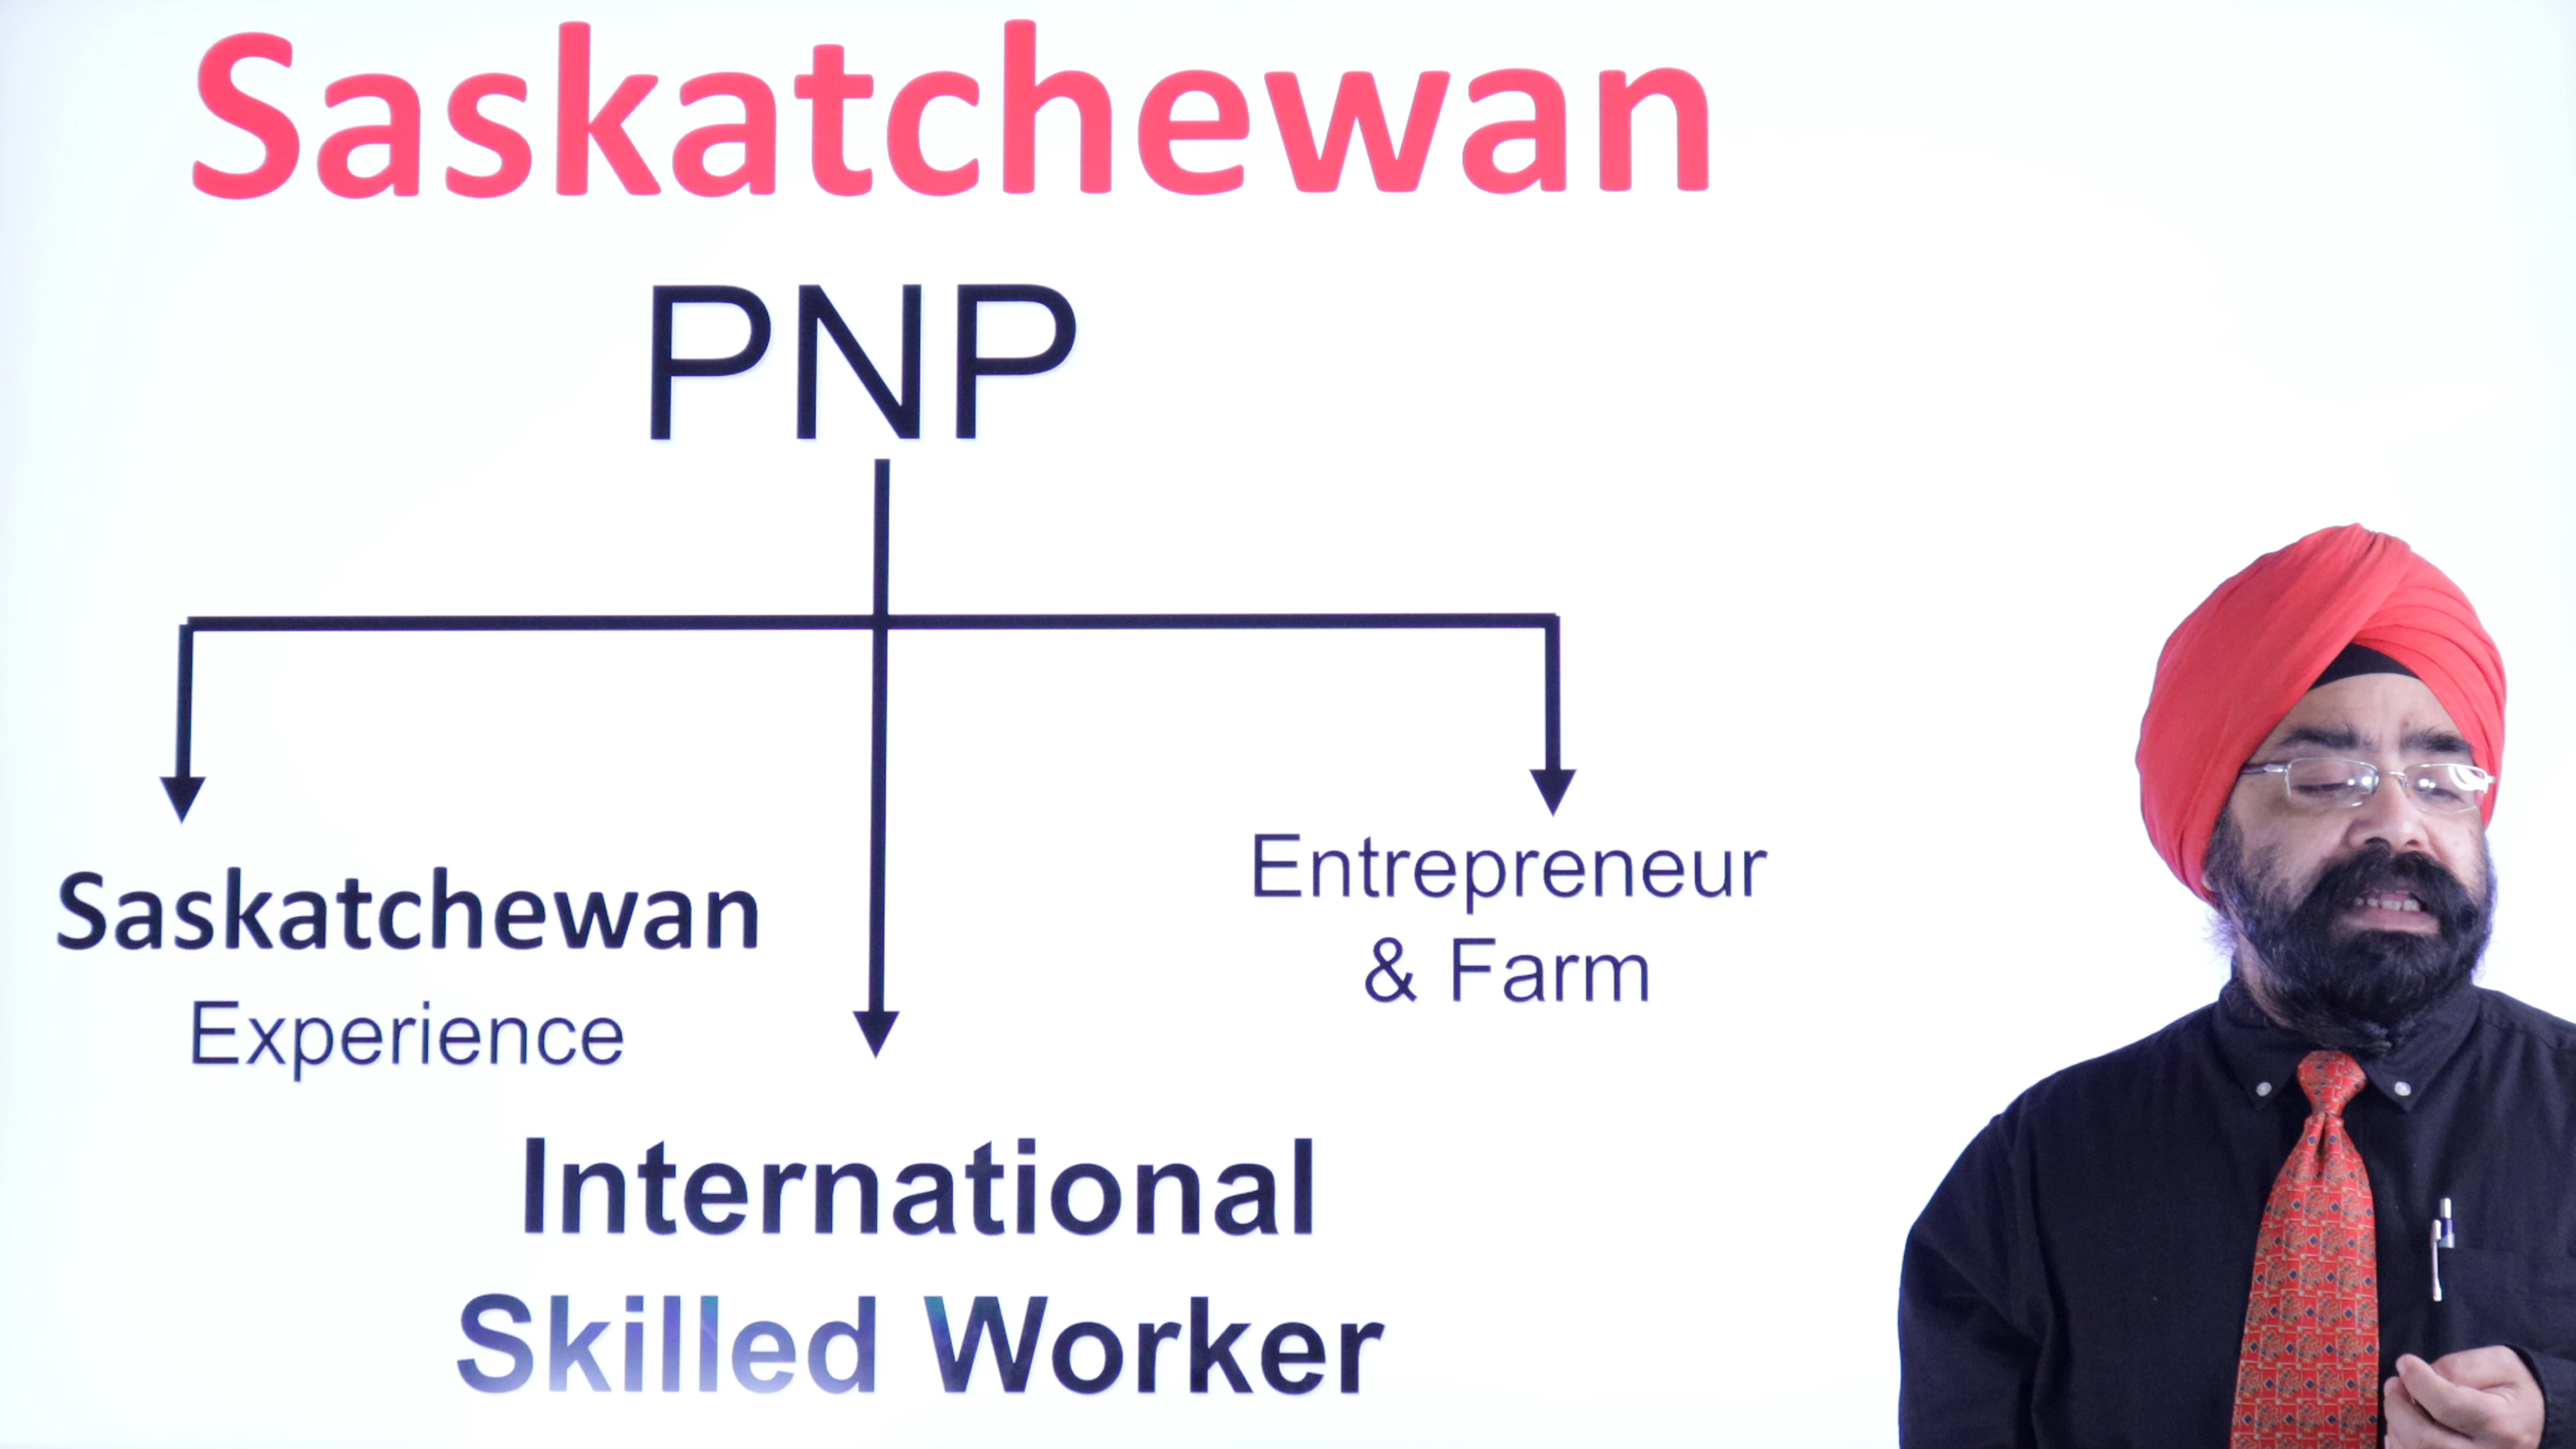 Saskatchewan
PNP
Saskatchewan
Experience
Entrepreneur
& Farm
International
Skilled Worker